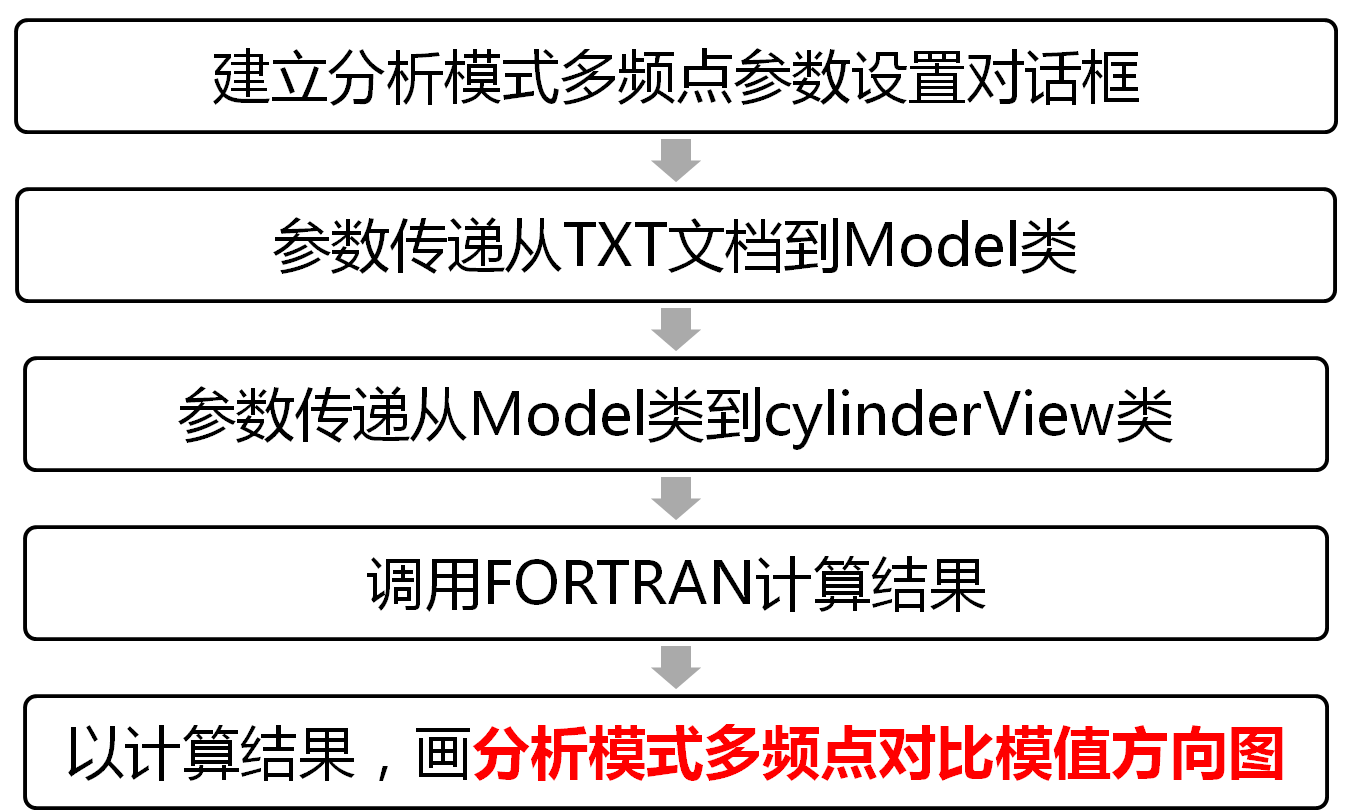 建立分析模式多频点参数设置对话框
参数传递从TXT文档到Model类
参数传递从Model类到cylinderView类
调用FORTRAN计算结果
以计算结果，画分析模式多频点对比模值方向图